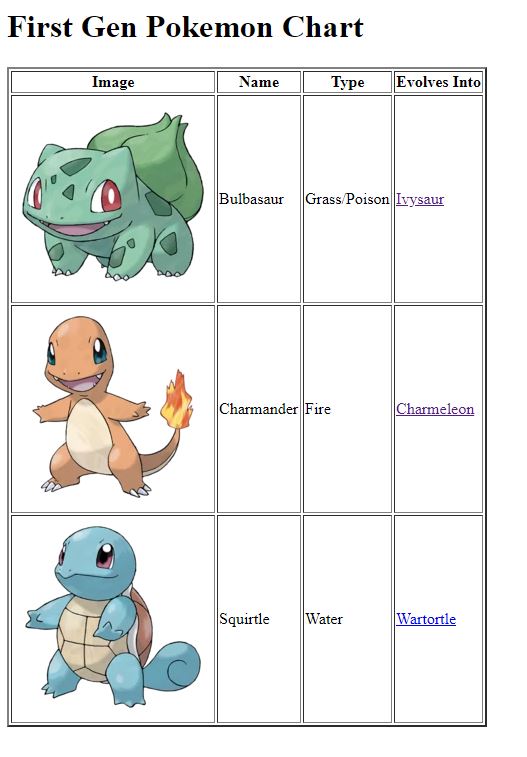 First Gen Pokemon Chart
Image Name Type Evolves Into
Bulbasaur Grass/Poison Ivysaur
Charmander Fire Charmeleon
Squirtle Water Wartortle